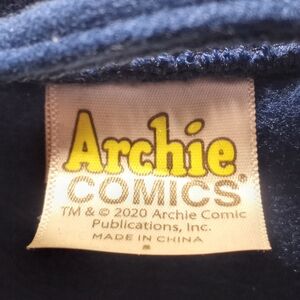 Archie
COMICS®
TM & © 2020 Archie Comic
Publications, Inc.
MADE IN CHINA